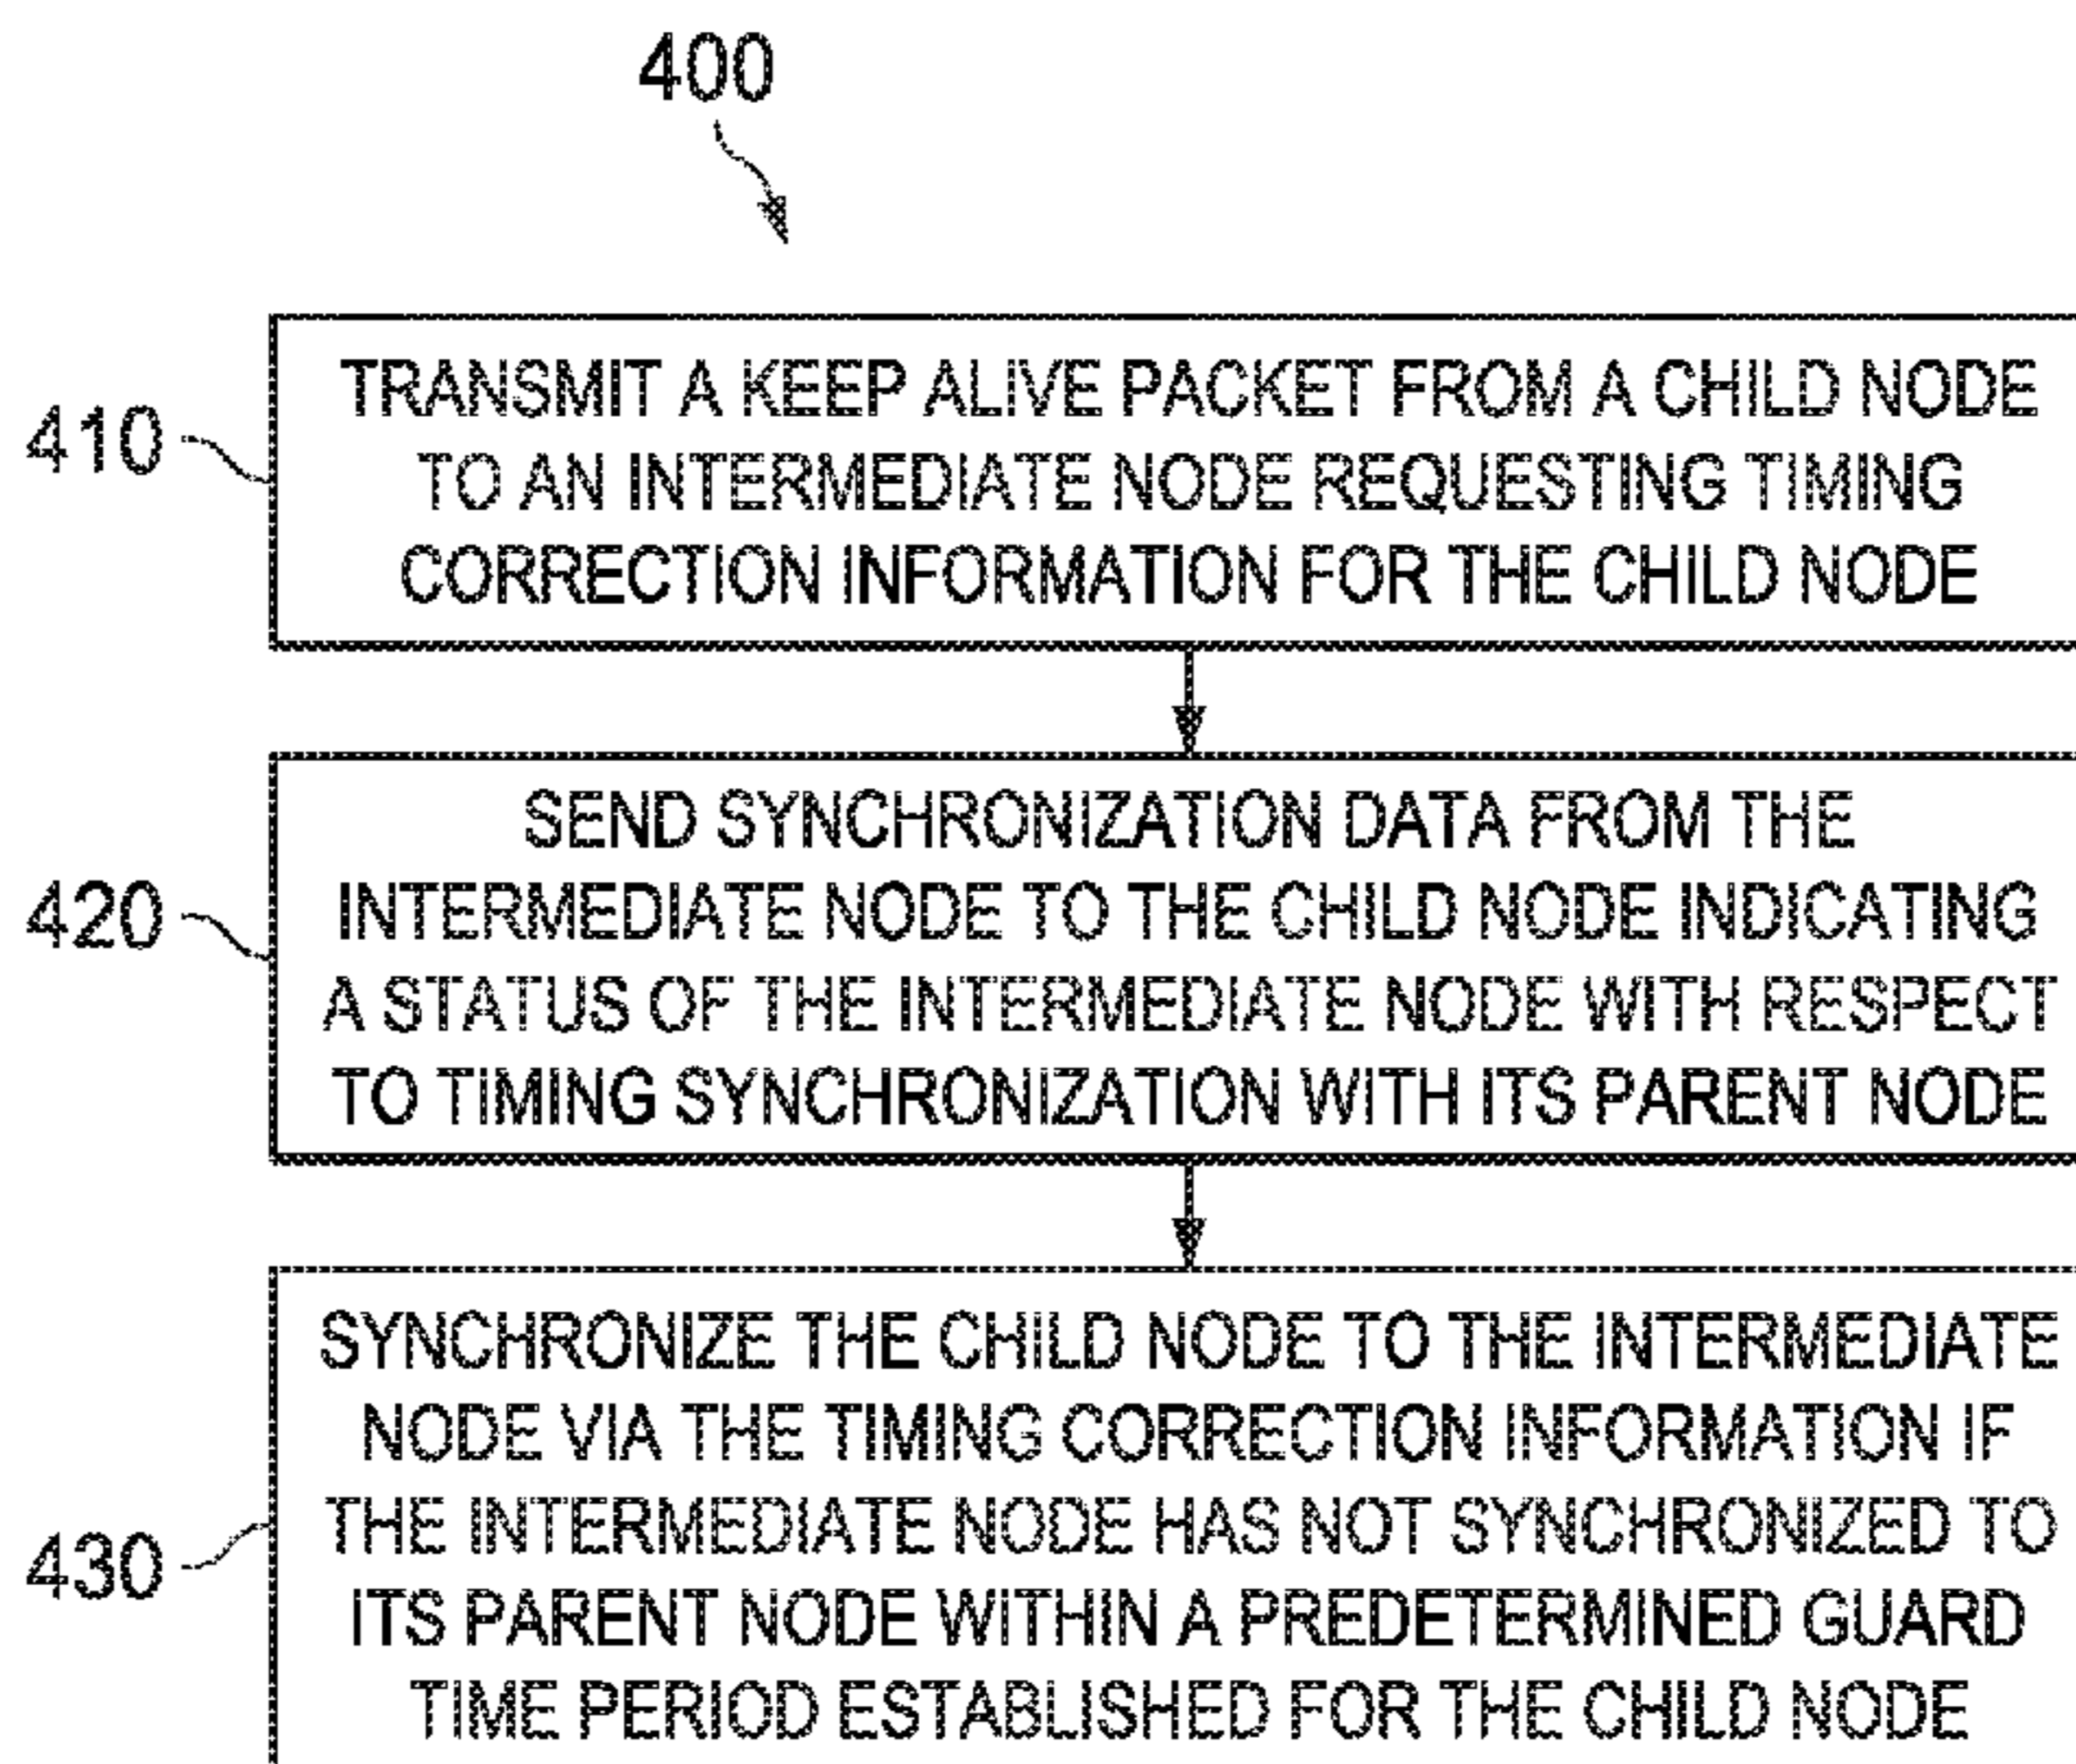 400
410
TRANSMIT A KEEP ALIVE PACKET FROM A CHILD NODE
TO AN INTERMEDIATE NODE REQUESTING TIMING
CORRECTION INFORMATION FOR THE CHILD NODE
420
SEND SYNCHRONIZATION DATA FROM THE
INTERMEDIATE NODE TO THE CHILD NODE INDICATING
A STATUS OF THE INTERMEDIATE NODE WITH RESPECT
TO TIMING SYNCHRONIZATION WITH ITS PARENT NODE
430
SYNCHRONIZE THE CHILD NODE TO THE INTERMEDIATE
NODE VIA THE TIMING CORRECTION INFORMATION IF
THE INTERMEDIATE NODE HAS NOT SYNCHRONIZED TO
ITS PARENT NODE WITHIN A PREDETERMINED GUARD
TIME PERIOD ESTABLISHED FOR THE CHILD NODE